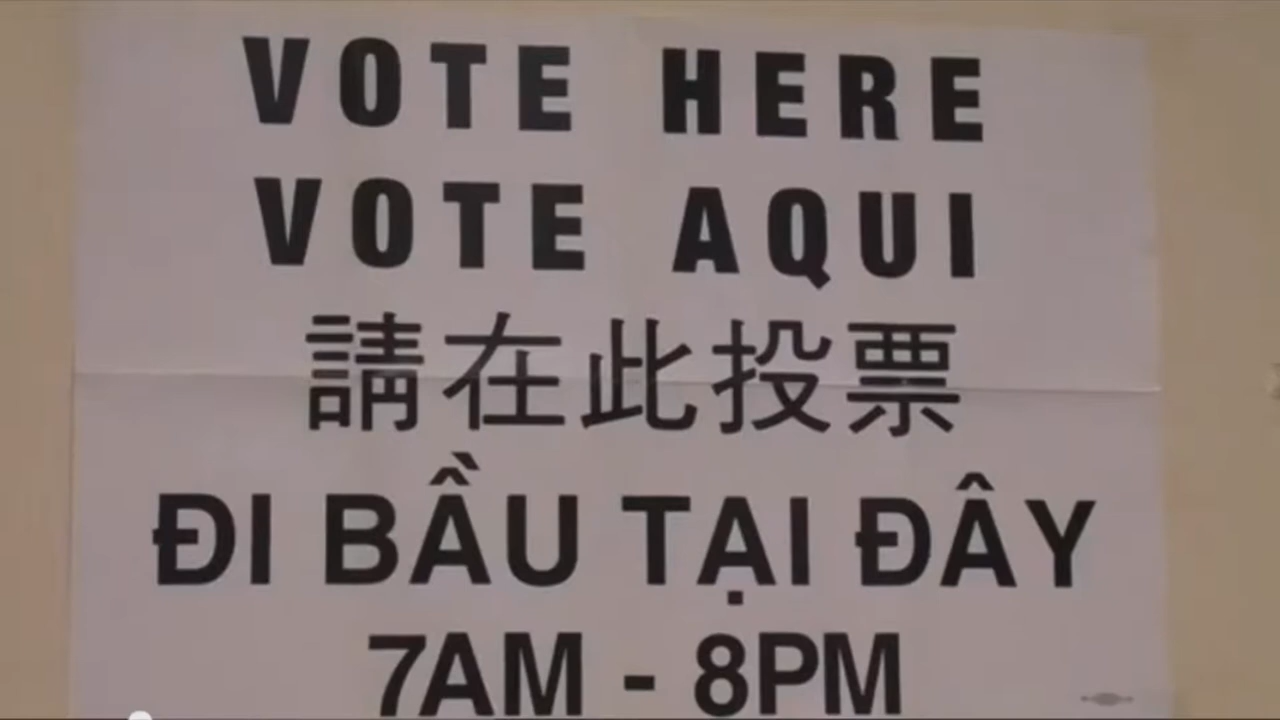 VOTE HERE
VOTE AQUI
請在此投票
ĐI BẦU TẠI ĐÂY
7AM - 8PM